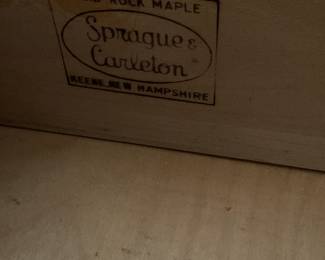 ROCK MAPLE
Sprague &
Carleton
KEENE, NEW HAMPSHIRE